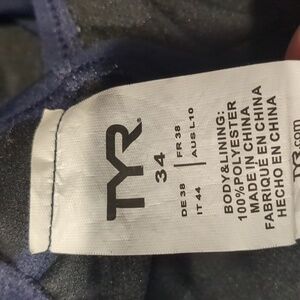 TYR®
34
DE 38 | FR 38
IT 44 | AUS L10
BODY&LINING:
100%POLYESTER
MADE IN CHINA
FABRIQUÉ EN CHINA
HECHO EN CHINA
TYR.com